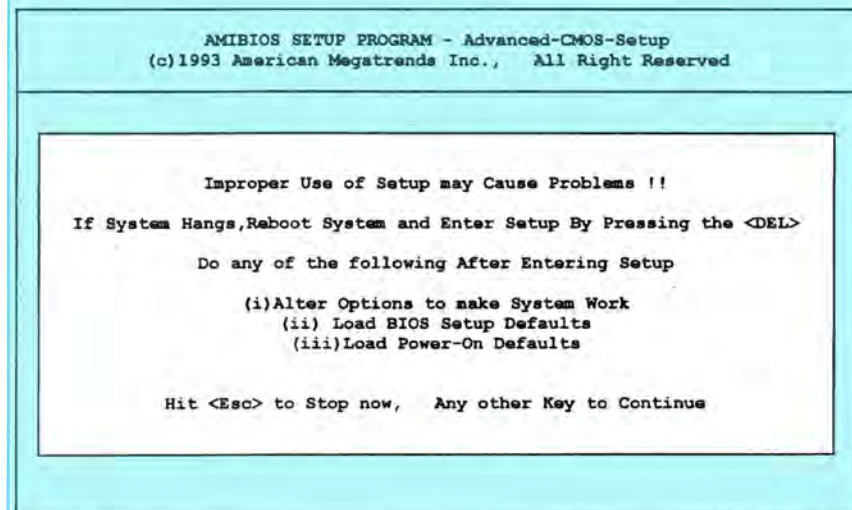 AMIBIOS SETUP PROGRAM - Advanced-CMOS-Setup
(c)1993 American Megatrends Inc.,   All Right Reserved
Improper Use of Setup may Cause Problems !!
If System Hangs,Reboot System and Enter Setup By Pressing the <DEL>
Do any of the following After Entering Setup
(i)Alter Options to make System Work
(ii) Load BIOS Setup Defaults
(iii)Load Power-On Defaults
Hit <Esc> to Stop now,   Any other Key to Continue